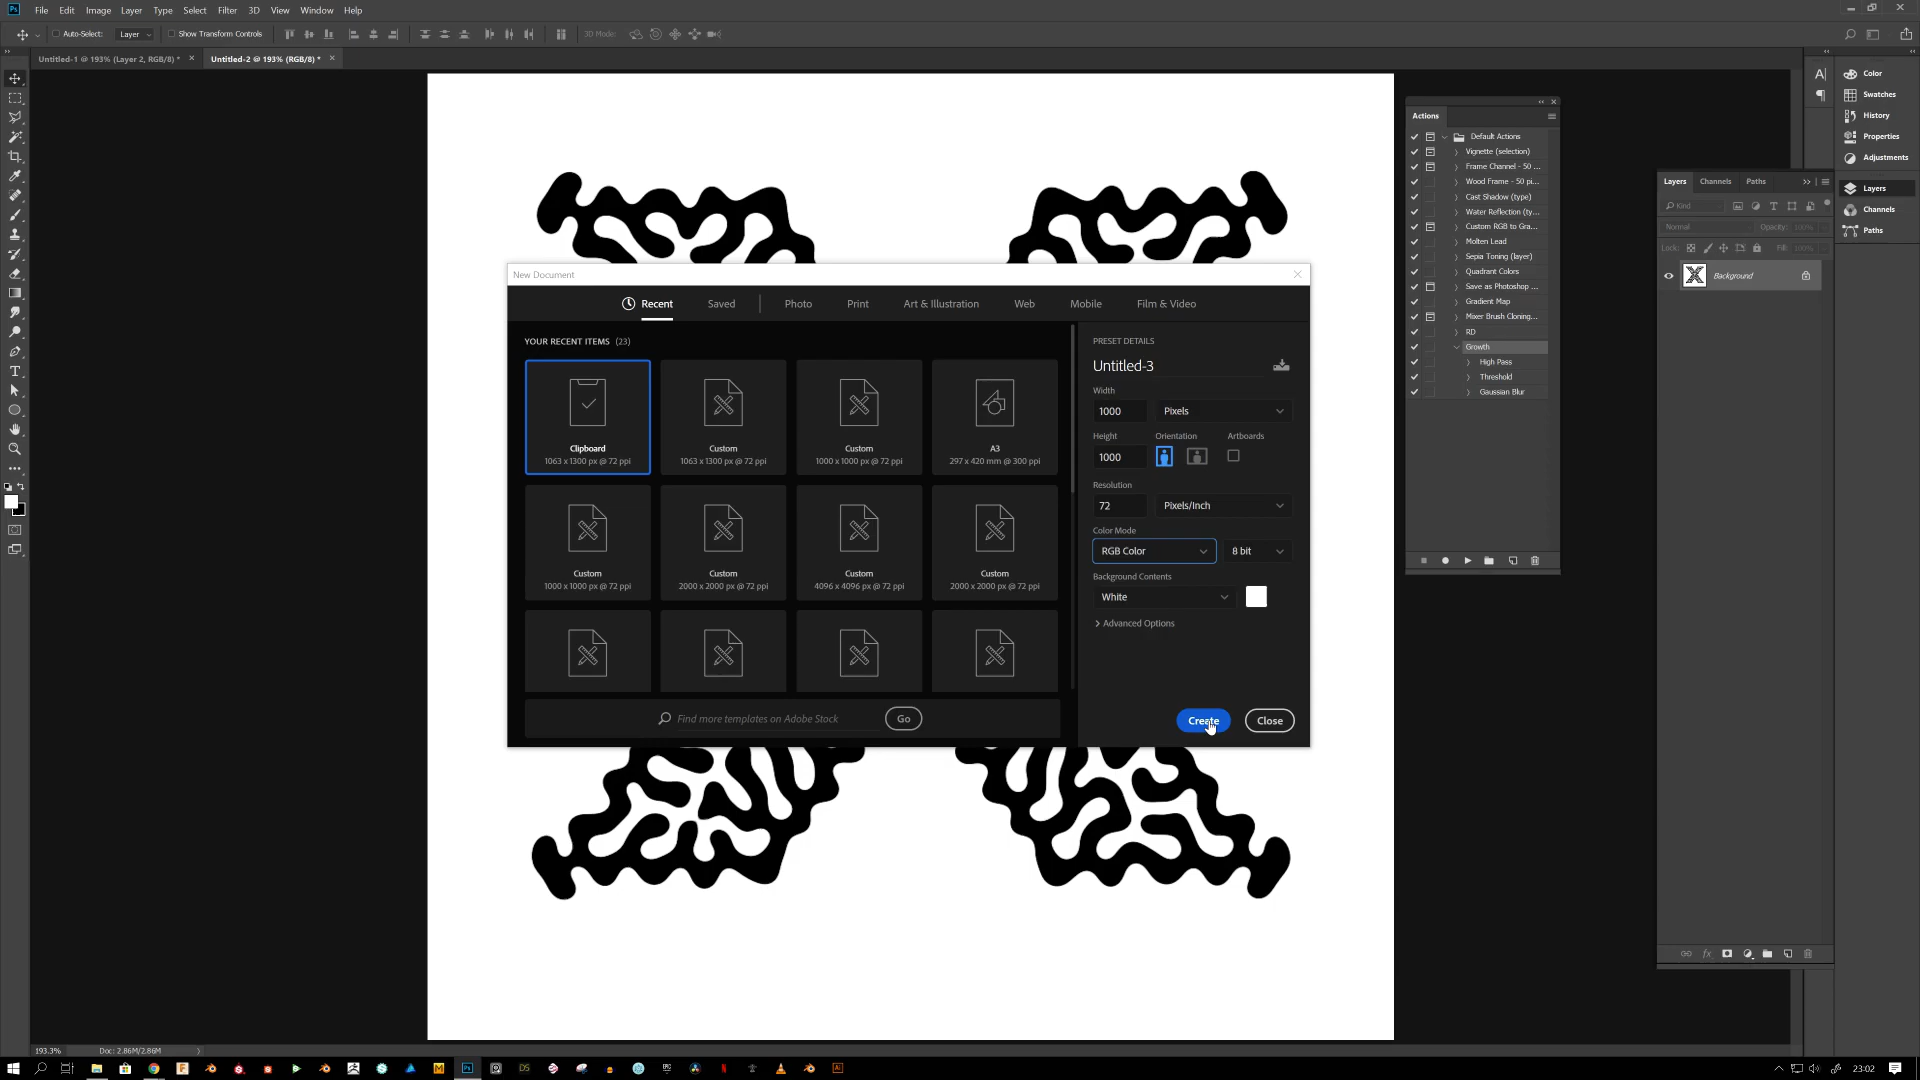 File Edit Image Layer Type Select Filter 3D View Window Help
Auto-Select: Layer Show Transform Controls 3D Mode:
Untitled-1 @ 193% (Layer 2, RGB/8) * × Untitled-2 @ 193% (RGB/8) * ×
Color
Swatches
History
Properties
Adjustments
Layers
Channels
Paths
Actions
Default Actions
Vignette (selection)
Frame Channel - 50 ...
Wood Frame - 50 pi...
Cast Shadow (type)
Water Reflection (ty...
Custom RGB to Gra...
Molten Lead
Sepia Toning (layer)
Quadrant Colors
Save as Photoshop ...
Gradient Map
Mixer Brush Cloning...
RD
Growth
High Pass
Threshold
Gaussian Blur
Layers Channels Paths
Kind
Normal Opacity: 100%
Lock: Fill: 100%
Background
New Document
Recent Saved Photo Print Art & Illustration Web Mobile Film & Video
YOUR RECENT ITEMS (23)
Clipboard
1063 x 1300 px @ 72 ppi
Custom
1063 x 1300 px @ 72 ppi
Custom
1000 x 1000 px @ 72 ppi
A3
297 x 420 mm @ 300 ppi
Custom
1000 x 1000 px @ 72 ppi
Custom
2000 x 2000 px @ 72 ppi
Custom
4096 x 4096 px @ 72 ppi
Custom
2000 x 2000 px @ 72 ppi
Find more templates on Adobe Stock Go
PRESET DETAILS
Untitled-3
Width
1000 Pixels
Height Orientation Artboards
1000
Resolution
72 Pixels/Inch
Color Mode
RGB Color 8 bit
Background Contents
White
Advanced Options
Create Close
193.3% Doc: 2.86M/2.86M
23:02